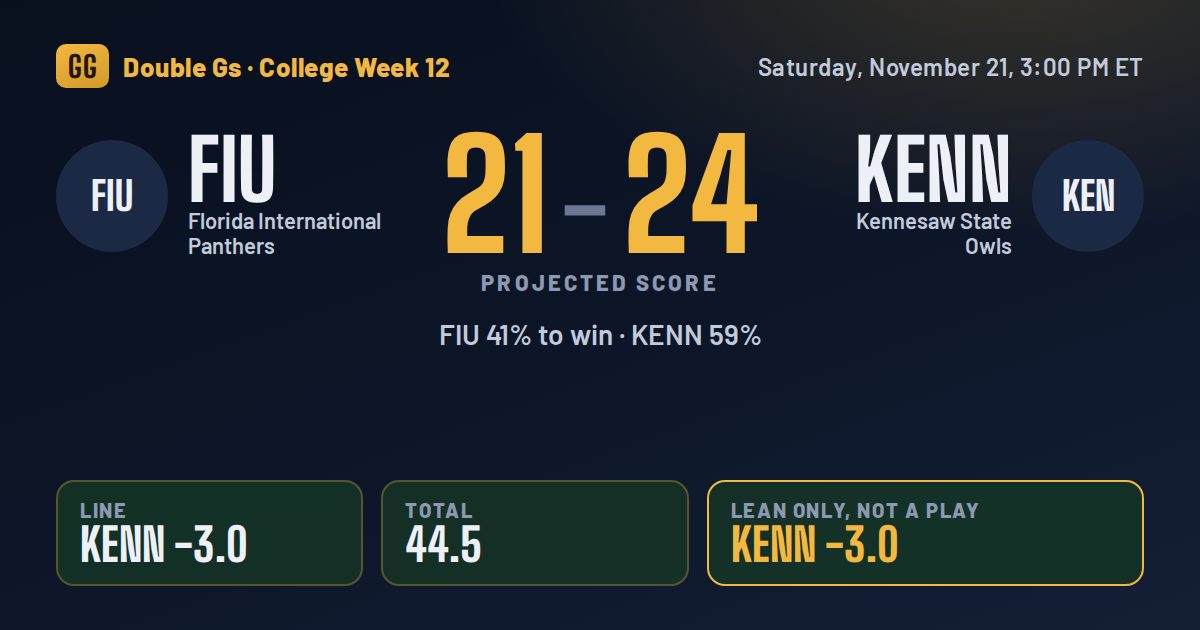 GG
Double Gs · College Week 12
Saturday, November 21, 3:00 PM ET
FIU
FIU
Florida International
Panthers
21 – 24
PROJECTED SCORE
FIU 41% to win · KENN 59%
KENN
Kennesaw State
Owls
KEN
LINE
KENN −3.0
TOTAL
44.5
LEAN ONLY, NOT A PLAY
KENN −3.0